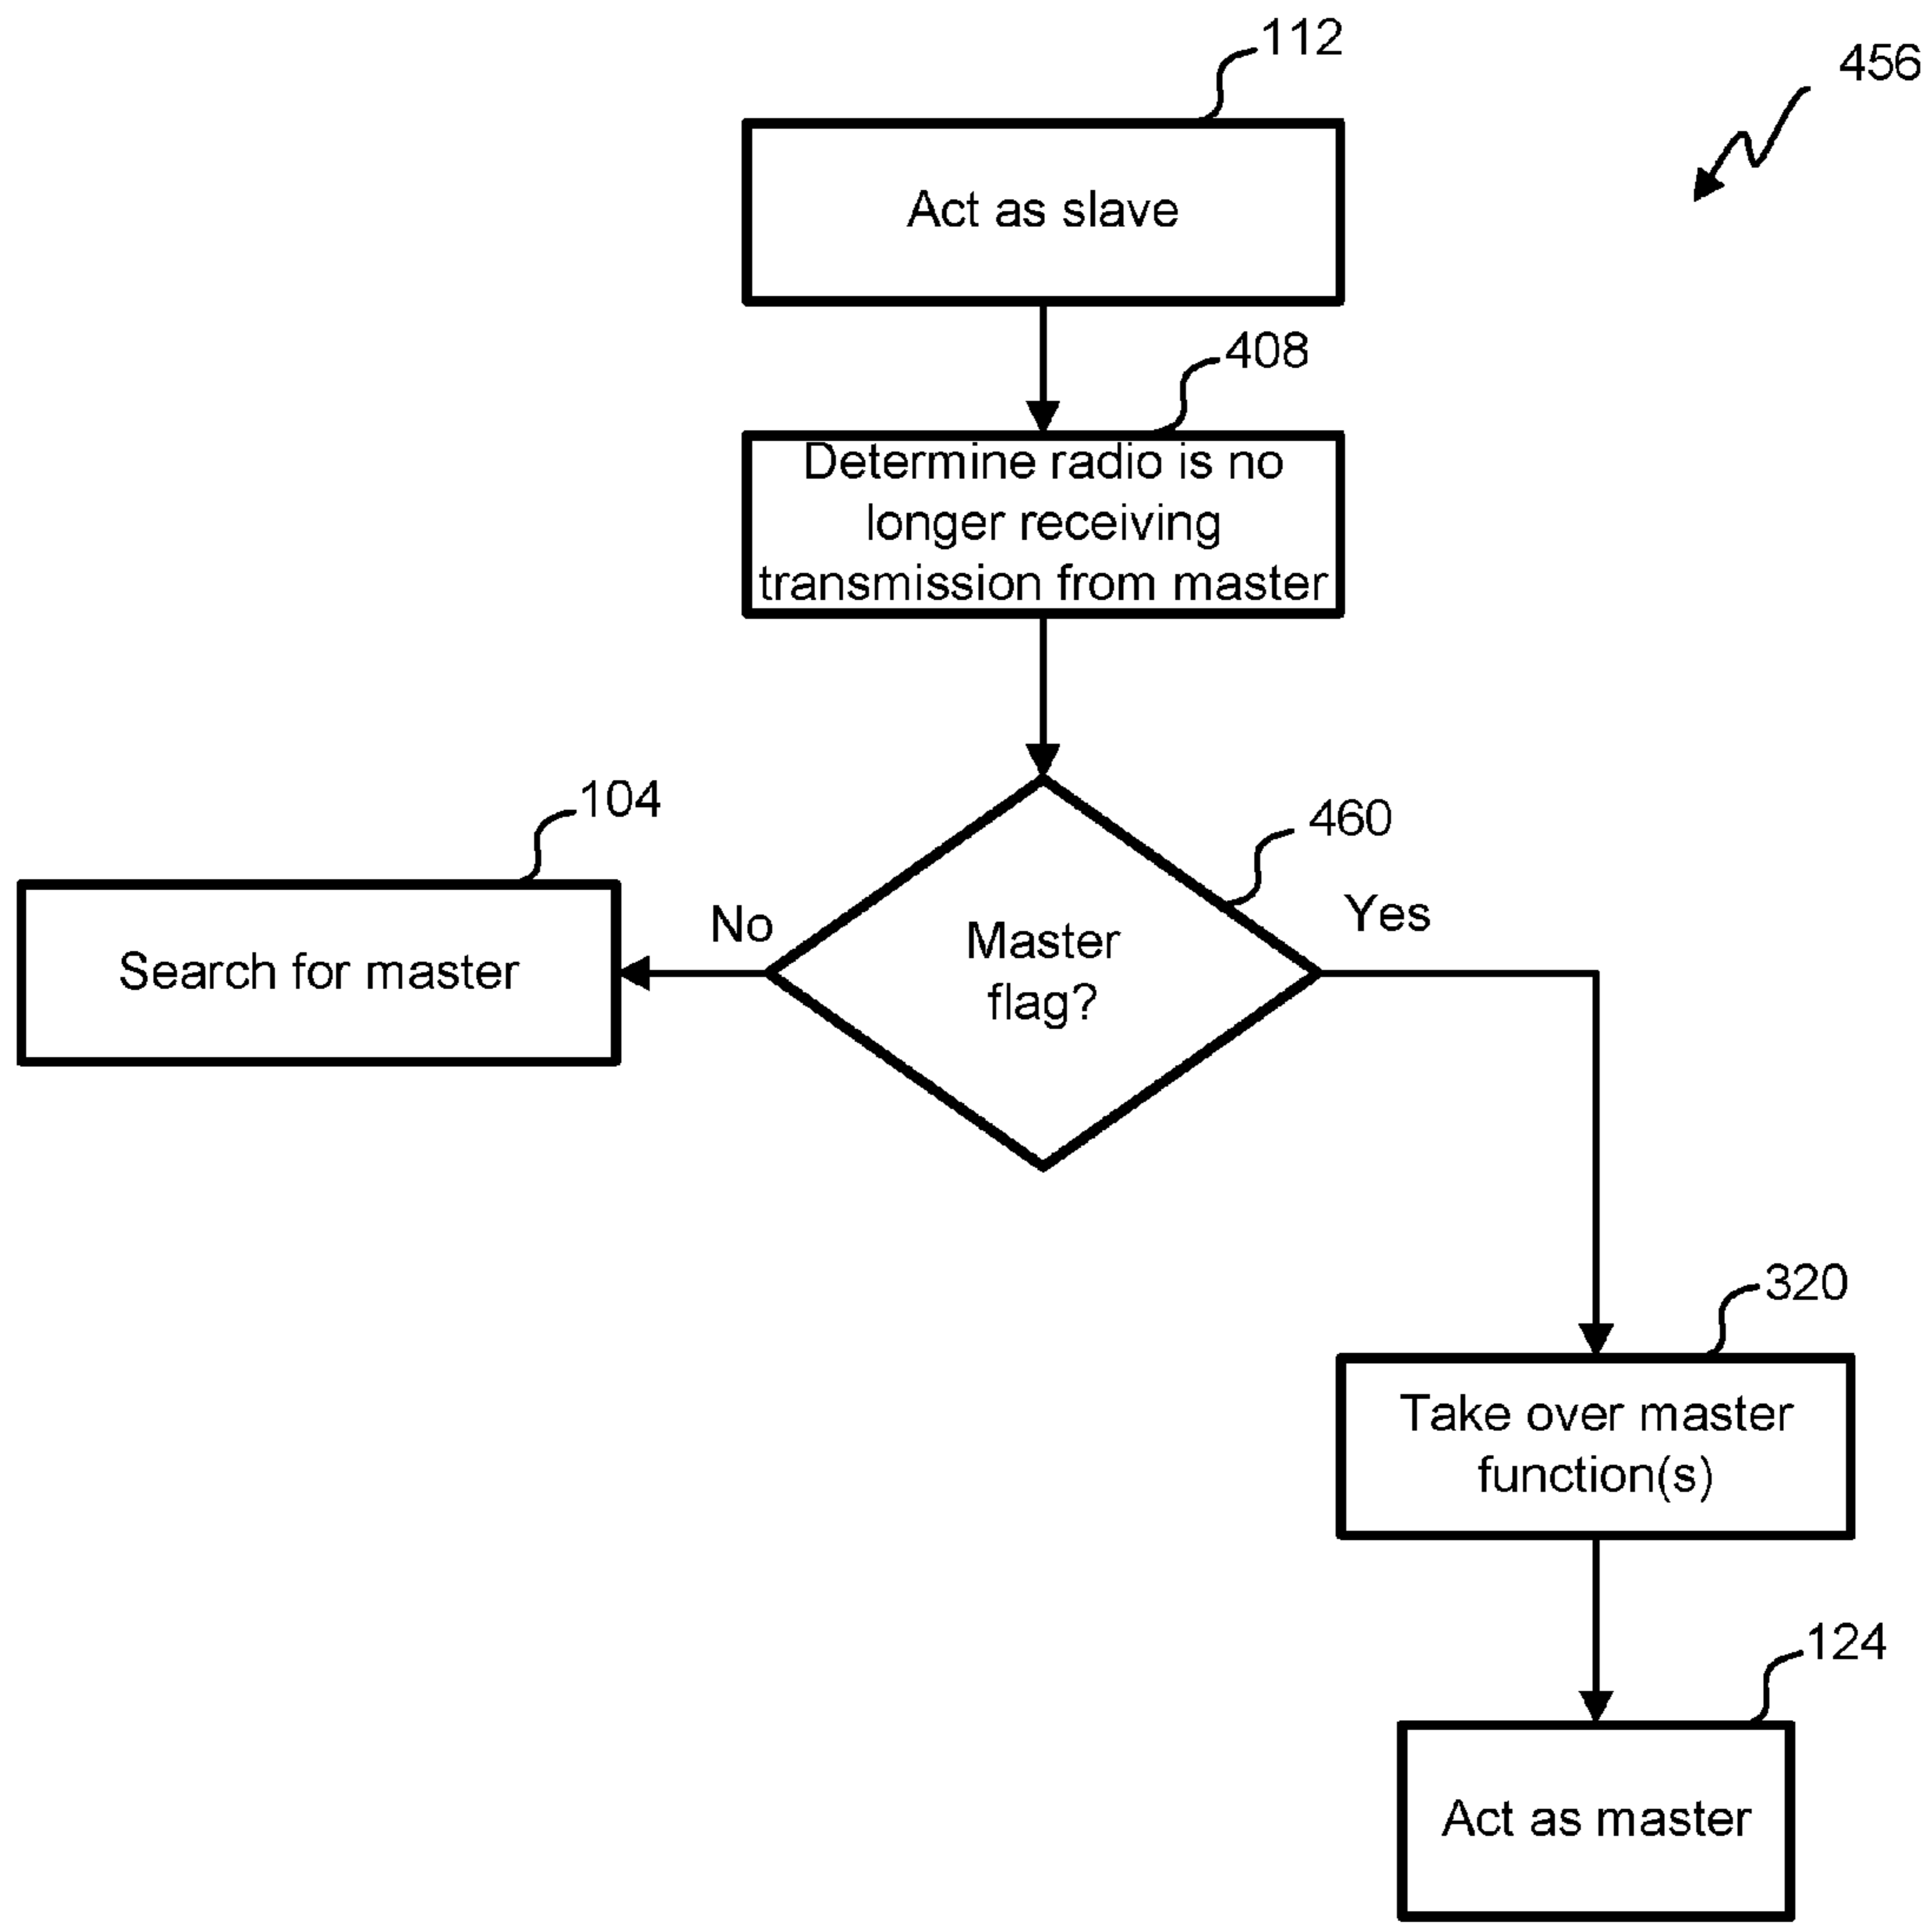 112
456
Act as slave
408
Determine radio is no
longer receiving
transmission from master
104
460
No
Yes
Search for master
Master
flag?
320
Take over master
function(s)
124
Act as master